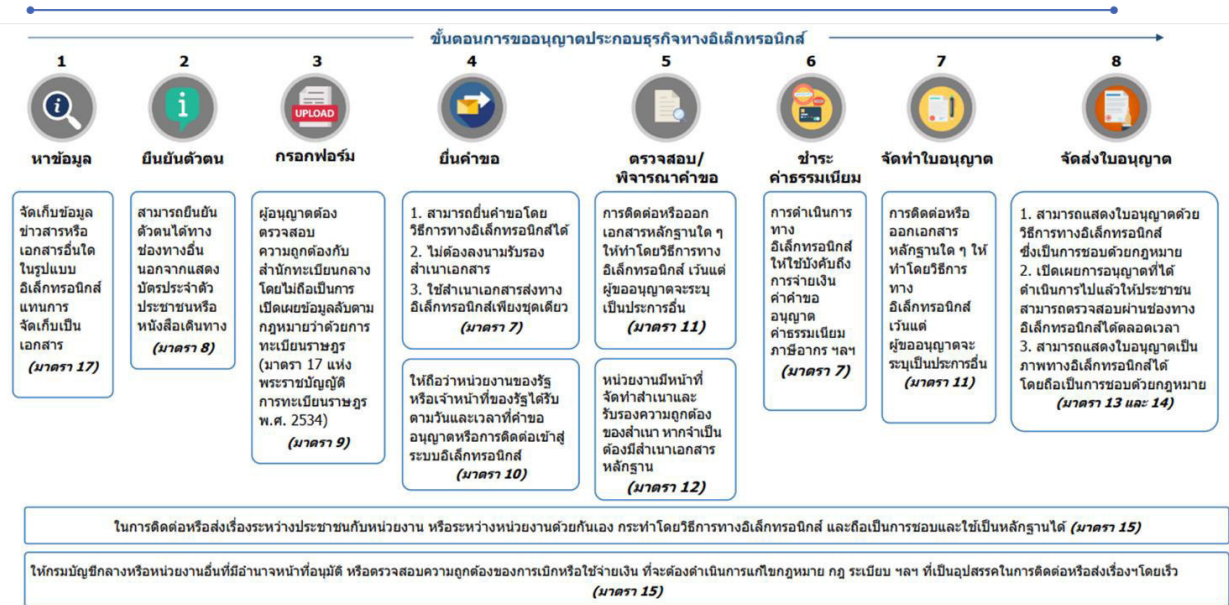 ขั้นตอนการขออนุญาตประกอบธุรกิจทางอิเล็กทรอนิกส์
1
หาข้อมูล
จัดเก็บข้อมูล
ข่าวสารหรือ
เอกสารอื่นใด
ในรูปแบบ
อิเล็กทรอนิกส์
แทนการ
จัดเก็บเป็น
เอกสาร
(มาตรา 17)
2
ยืนยันตัวตน
สามารถยืนยัน
ตัวตนได้ทาง
ช่องทางอื่น
นอกจากแสดง
บัตรประจำตัว
ประชาชนหรือ
หนังสือเดินทาง
(มาตรา 8)
3
UPLOAD
กรอกฟอร์ม
ผู้อนุญาตต้อง
ตรวจสอบ
ความถูกต้องกับ
สำนักทะเบียนกลาง
โดยไม่ถือเป็นการ
เปิดเผยข้อมูลลับตาม
กฎหมายว่าด้วยการ
ทะเบียนราษฎร
(มาตรา 17 แห่ง
พระราชบัญญัติ
การทะเบียนราษฎร
พ.ศ. 2534)
(มาตรา 9)
4
ยื่นคำขอ
1. สามารถยื่นคำขอโดย
วิธีการทางอิเล็กทรอนิกส์ได้
2. ไม่ต้องลงนามรับรอง
สำเนาเอกสาร
3. ใช้สำเนาเอกสารส่งทาง
อิเล็กทรอนิกส์เพียงชุดเดียว
(มาตรา 7)
ให้ถือว่าหน่วยงานของรัฐ
หรือเจ้าหน้าที่ของรัฐได้รับ
ตามวันและเวลาที่คำขอ
อนุญาตหรือการติดต่อเข้าสู่
ระบบอิเล็กทรอนิกส์
(มาตรา 10)
5
ตรวจสอบ/
พิจารณาคำขอ
การติดต่อหรือออก
เอกสารหลักฐานใด ๆ
ให้ทำโดยวิธีการทาง
อิเล็กทรอนิกส์ เว้นแต่
ผู้ขออนุญาตจะระบุ
เป็นประการอื่น
(มาตรา 11)
หน่วยงานมีหน้าที่
จัดทำสำเนาและ
รับรองความถูกต้อง
ของสำเนา หากจำเป็น
ต้องมีสำเนาเอกสาร
หลักฐาน
(มาตรา 12)
6
ชำระ
ค่าธรรมเนียม
การดำเนินการ
ทาง
อิเล็กทรอนิกส์
ให้ใช้บังคับถึง
การจ่ายเงิน
ค่าคำขอ
อนุญาต
ค่าธรรมเนียม
ภาษีอากร ฯลฯ
(มาตรา 7)
7
จัดทำใบอนุญาต
การติดต่อหรือ
ออกเอกสาร
หลักฐานใด ๆ ให้
ทำโดยวิธีการ
ทาง
อิเล็กทรอนิกส์
เว้นแต่
ผู้ขออนุญาตจะ
ระบุเป็นประการอื่น
(มาตรา 11)
8
จัดส่งใบอนุญาต
1. สามารถแสดงใบอนุญาตด้วย
วิธีการทางอิเล็กทรอนิกส์
ซึ่งเป็นการชอบด้วยกฎหมาย
2. เปิดเผยการอนุญาตที่ได้
ดำเนินการไปแล้วให้ประชาชน
สามารถตรวจสอบผ่านช่องทาง
อิเล็กทรอนิกส์ได้ตลอดเวลา
3. สามารถแสดงใบอนุญาตเป็น
ภาพทางอิเล็กทรอนิกส์ได้
โดยถือเป็นการชอบด้วยกฎหมาย
(มาตรา 13 และ 14)
ในการติดต่อหรือส่งเรื่องระหว่างประชาชนกับหน่วยงาน หรือระหว่างหน่วยงานด้วยกันเอง กระทำโดยวิธีการทางอิเล็กทรอนิกส์ และถือเป็นการชอบและใช้เป็นหลักฐานได้ (มาตรา 15)
ให้กรมบัญชีกลางหรือหน่วยงานอื่นที่มีอำนาจหน้าที่อนุมัติ หรือตรวจสอบความถูกต้องของการเบิกหรือใช้จ่ายเงิน ที่จะต้องดำเนินการแก้ไขกฎหมาย กฎ ระเบียบ ฯลฯ ที่เป็นอุปสรรคในการติดต่อหรือส่งเรื่องฯโดยเร็ว
(มาตรา 15)